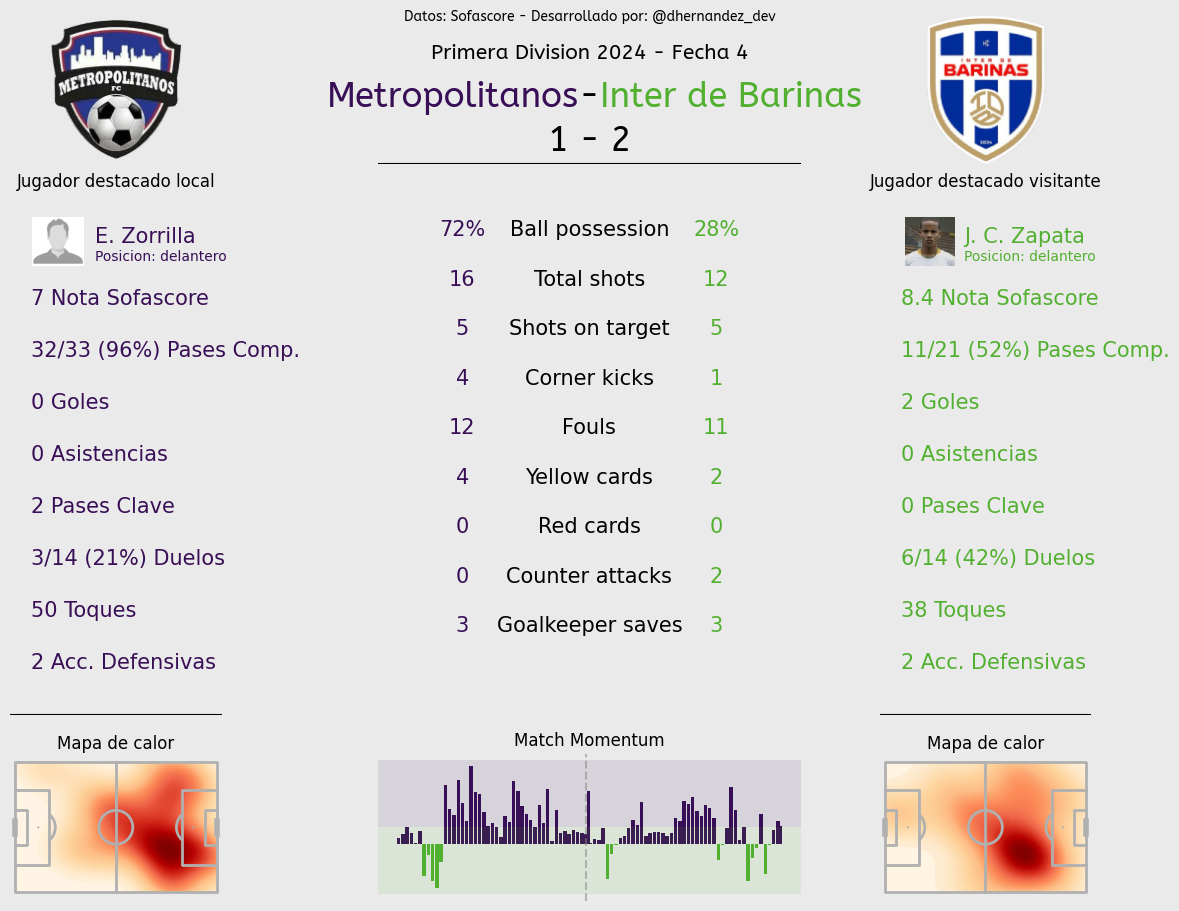 Datos: Sofascore - Desarrollado por: @dhernandez_dev
Primera Division 2024 - Fecha 4
Metropolitanos-Inter de Barinas
1 - 2
METROPOLITANOS
FC
INTER DE
BARINAS
2024
Jugador destacado local
E. Zorrilla
Posicion: delantero
7 Nota Sofascore
32/33 (96%) Pases Comp.
0 Goles
0 Asistencias
2 Pases Clave
3/14 (21%) Duelos
50 Toques
2 Acc. Defensivas
Mapa de calor
72% Ball possession 28%
16 Total shots 12
5 Shots on target 5
4 Corner kicks 1
12 Fouls 11
4 Yellow cards 2
0 Red cards 0
0 Counter attacks 2
3 Goalkeeper saves 3
Match Momentum
Jugador destacado visitante
J. C. Zapata
Posicion: delantero
8.4 Nota Sofascore
11/21 (52%) Pases Comp.
2 Goles
0 Asistencias
0 Pases Clave
6/14 (42%) Duelos
38 Toques
2 Acc. Defensivas
Mapa de calor